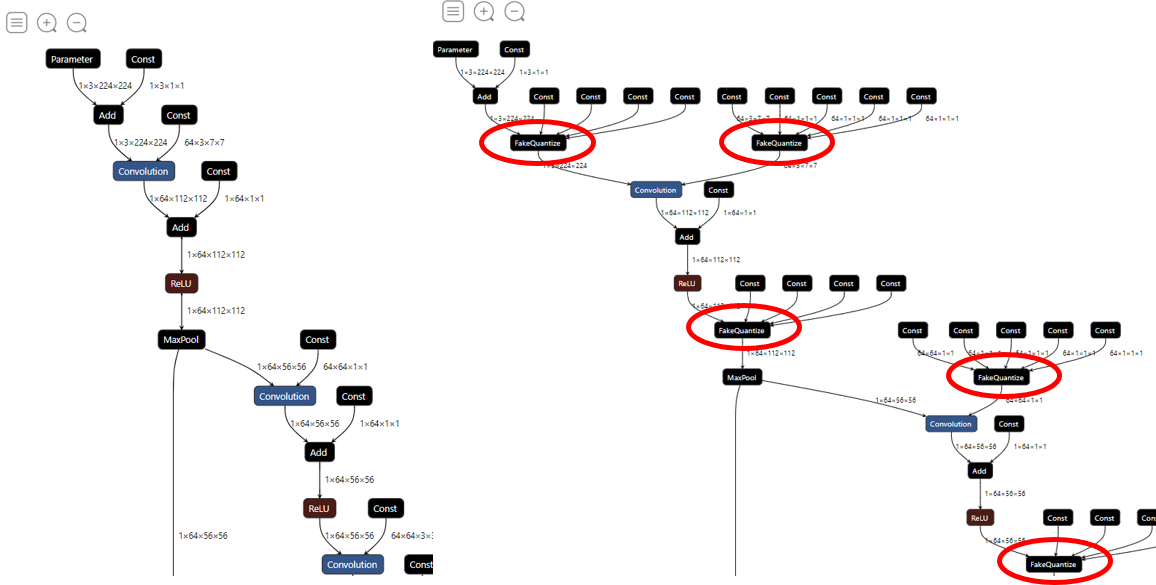 Parameter Const
1×3×224×224 1×3×1×1
Add Const
1×3×224×224 64×3×7×7
Convolution Const
1×64×112×112 1×64×1×1
Add
1×64×112×112
ReLU
1×64×112×112
MaxPool Const
1×64×56×56 64×64×1×1
Convolution Const
1×64×56×56 1×64×1×1
Add
1×64×56×56
ReLU Const
1×64×56×56 1×64×56×56 64×64×3×3
Convolution Const
Parameter Const
1×3×224×224 1×3×1×1
Add Const Const Const Const Const Const Const Const Const
1×3×224×224 64×3×7×7 64×1×1×1 64×1×1×1 64×1×1×1 64×1×1×1
FakeQuantize FakeQuantize
1×3×224×224 64×3×7×7
Convolution Const
1×64×112×112 1×64×1×1
Add
1×64×112×112
ReLU Const Const Const Const
1×64×112×112
FakeQuantize Const Const Const Const Const
1×64×112×112 64×64×1×1 64×1×1×1 64×1×1×1 64×1×1×1 64×1×1×1
MaxPool FakeQuantize
1×64×56×56 64×64×1×1
Convolution Const
1×64×56×56 1×64×1×1
Add
1×64×56×56
ReLU Const Const Const
1×64×56×56
FakeQuantize